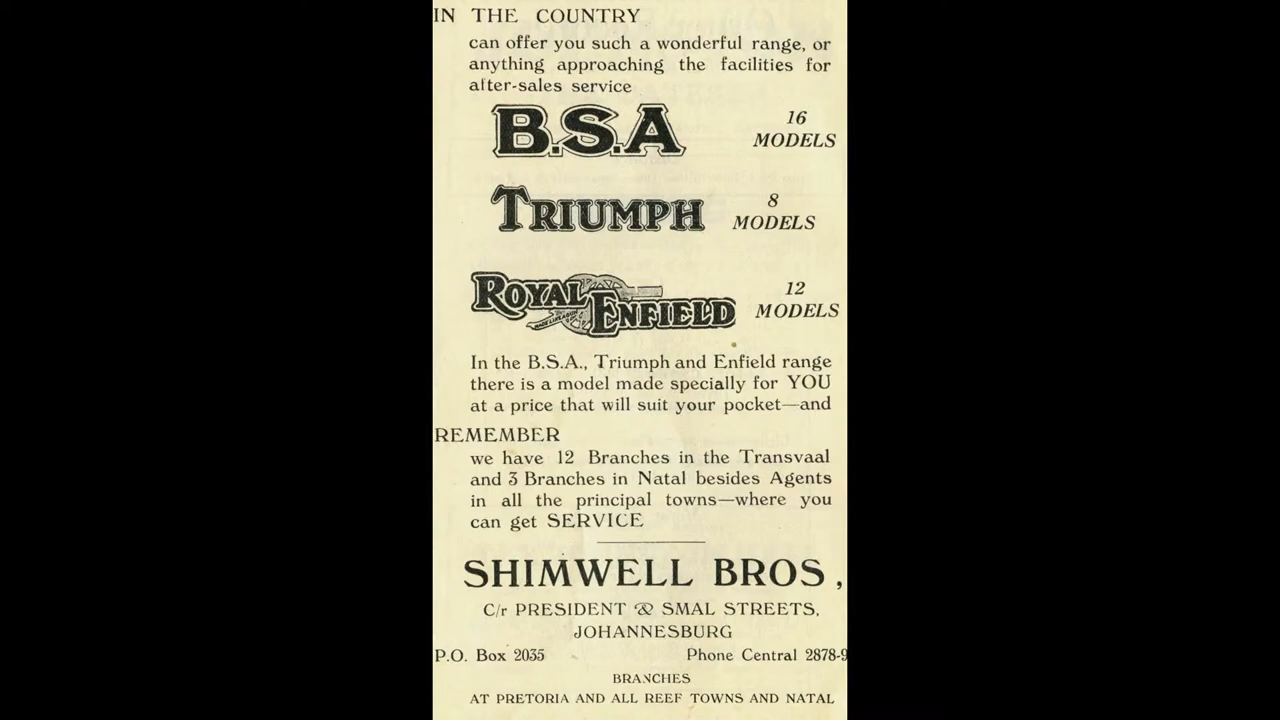 IN THE COUNTRY
can offer you such a wonderful range, or
anything approaching the facilities for
after-sales service
B.S.A
16
MODELS
TRIUMPH
8
MODELS
ROYAL
ENFIELD
12
MODELS
In the B.S.A., Triumph and Enfield range
there is a model made specially for YOU
at a price that will suit your pocket—and
REMEMBER
we have 12 Branches in the Transvaal
and 3 Branches in Natal besides Agents
in all the principal towns—where you
can get SERVICE
SHIMWELL BROS,
C/r PRESIDENT & SMAL STREETS,
JOHANNESBURG
P.O. Box 2035 Phone Central 2878-9
BRANCHES
AT PRETORIA AND ALL REEF TOWNS AND NATAL